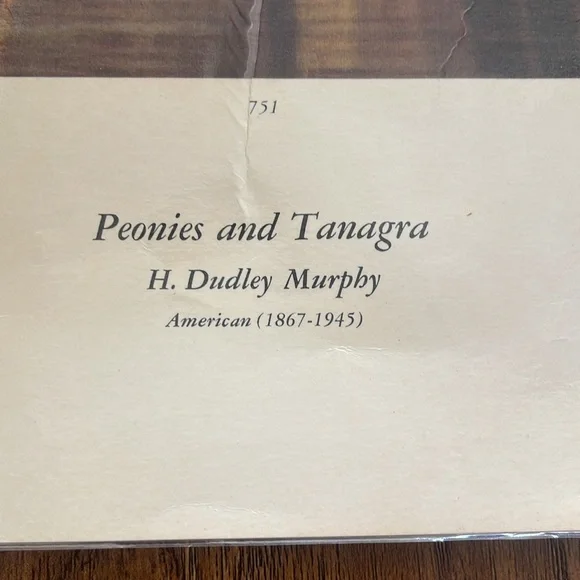 751
Peonies and Tanagra
H. Dudley Murphy
American (1867-1945)